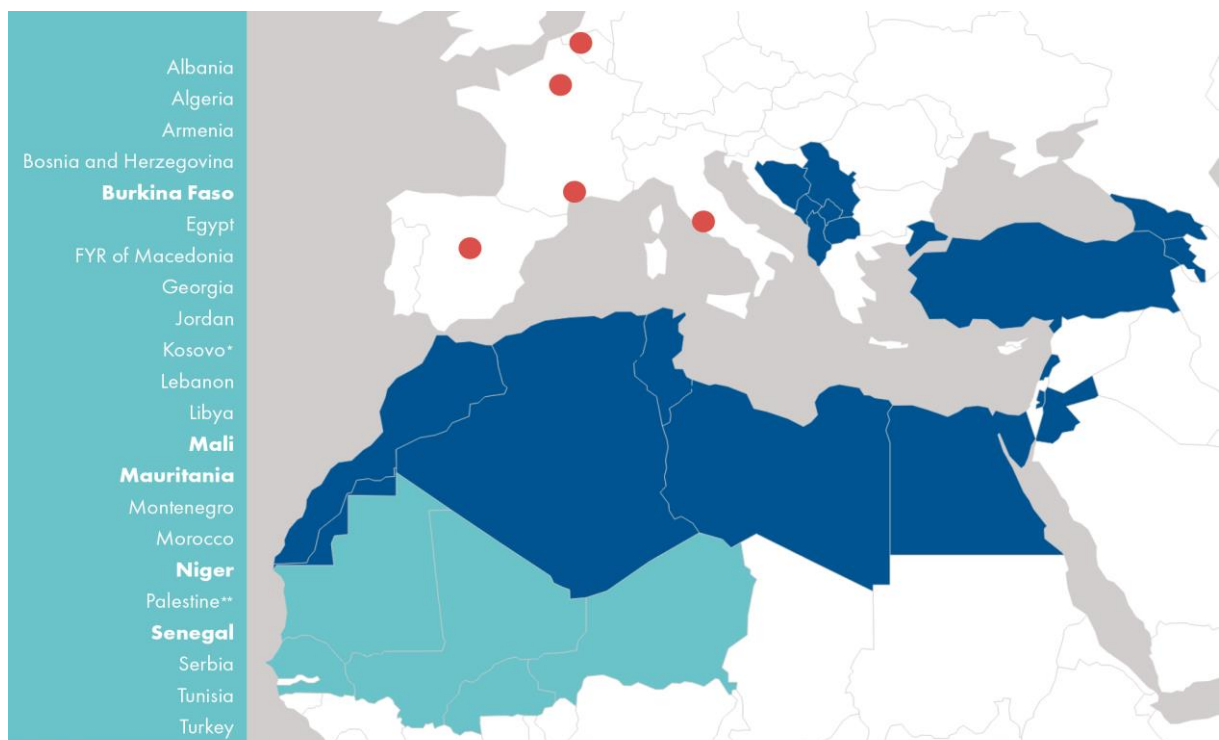 Albania
Algeria
Armenia
Bosnia and Herzegovina
Burkina Faso
Egypt
FYR of Macedonia
Georgia
Jordan
Kosovo*
Lebanon
Libya
Mali
Mauritania
Montenegro
Morocco
Niger
Palestine**
Senegal
Serbia
Tunisia
Turkey